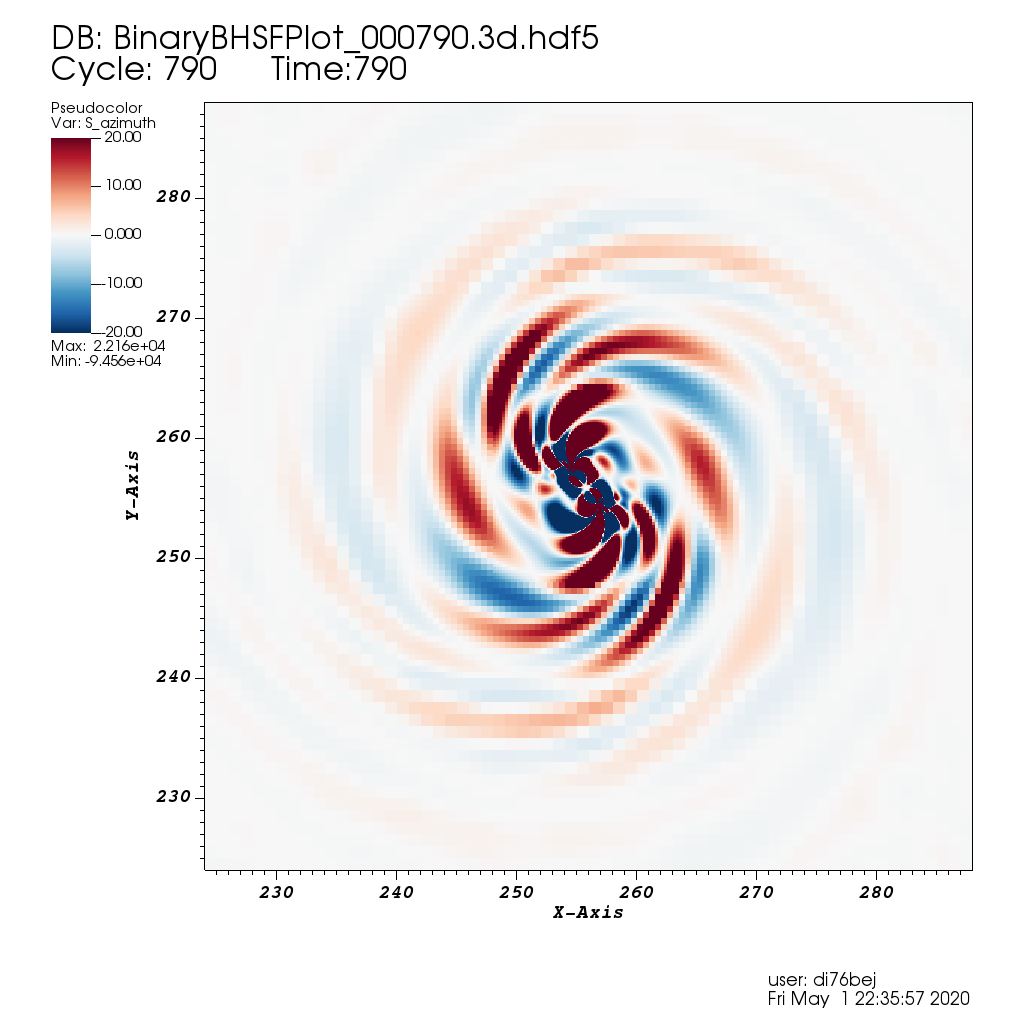 DB: BinaryBHSFPlot_000790.3d.hdf5
Cycle: 790 Time:790
Pseudocolor
Var: S_azimuth
20.00
10.00
0.000
-10.00
-20.00
Max: 2.216e+04
Min: -9.456e+04
280
270
260
250
240
230
Y-Axis
230 240 250 260 270 280
X-Axis
user: di76bej
Fri May 1 22:35:57 2020